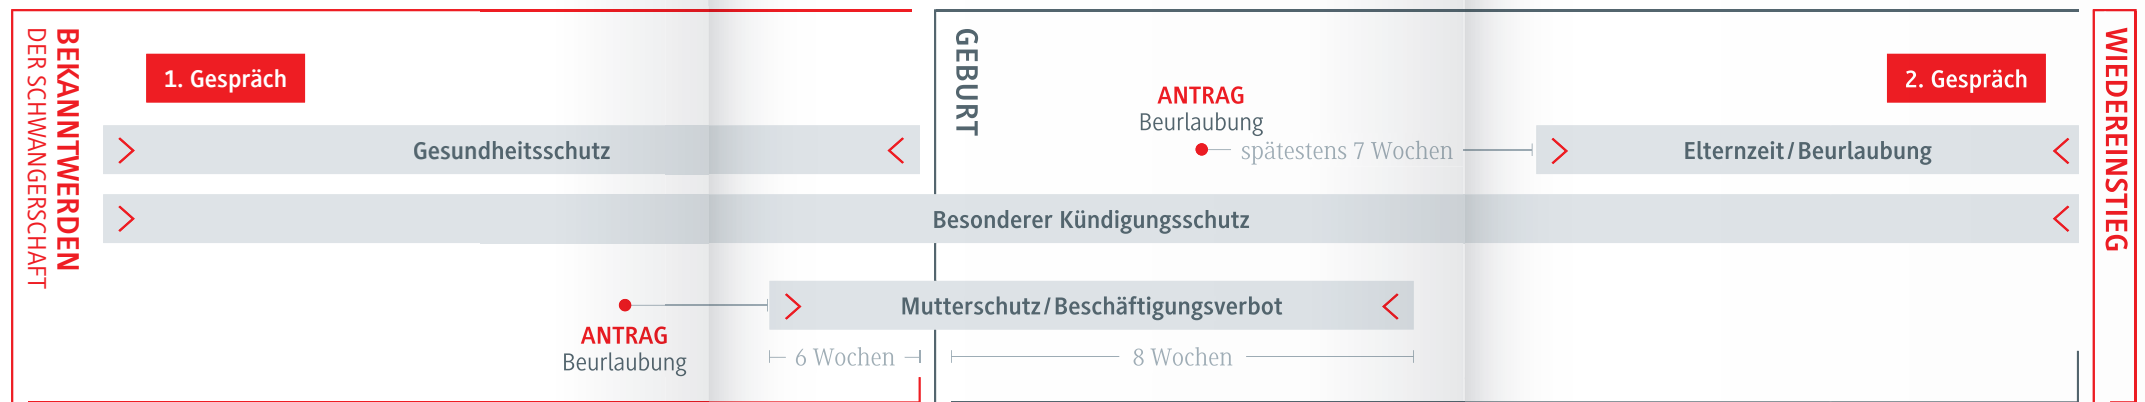 BEKANNTWERDEN
DER SCHWANGERSCHAFT
1. Gespräch
Gesundheitsschutz
GEBURT
ANTRAG
Beurlaubung
spätestens 7 Wochen
2. Gespräch
Elternzeit/Beurlaubung
WIEDEREINSTIEG
Besonderer Kündigungsschutz
Mutterschutz/Beschäftigungsverbot
ANTRAG
Beurlaubung
6 Wochen
8 Wochen